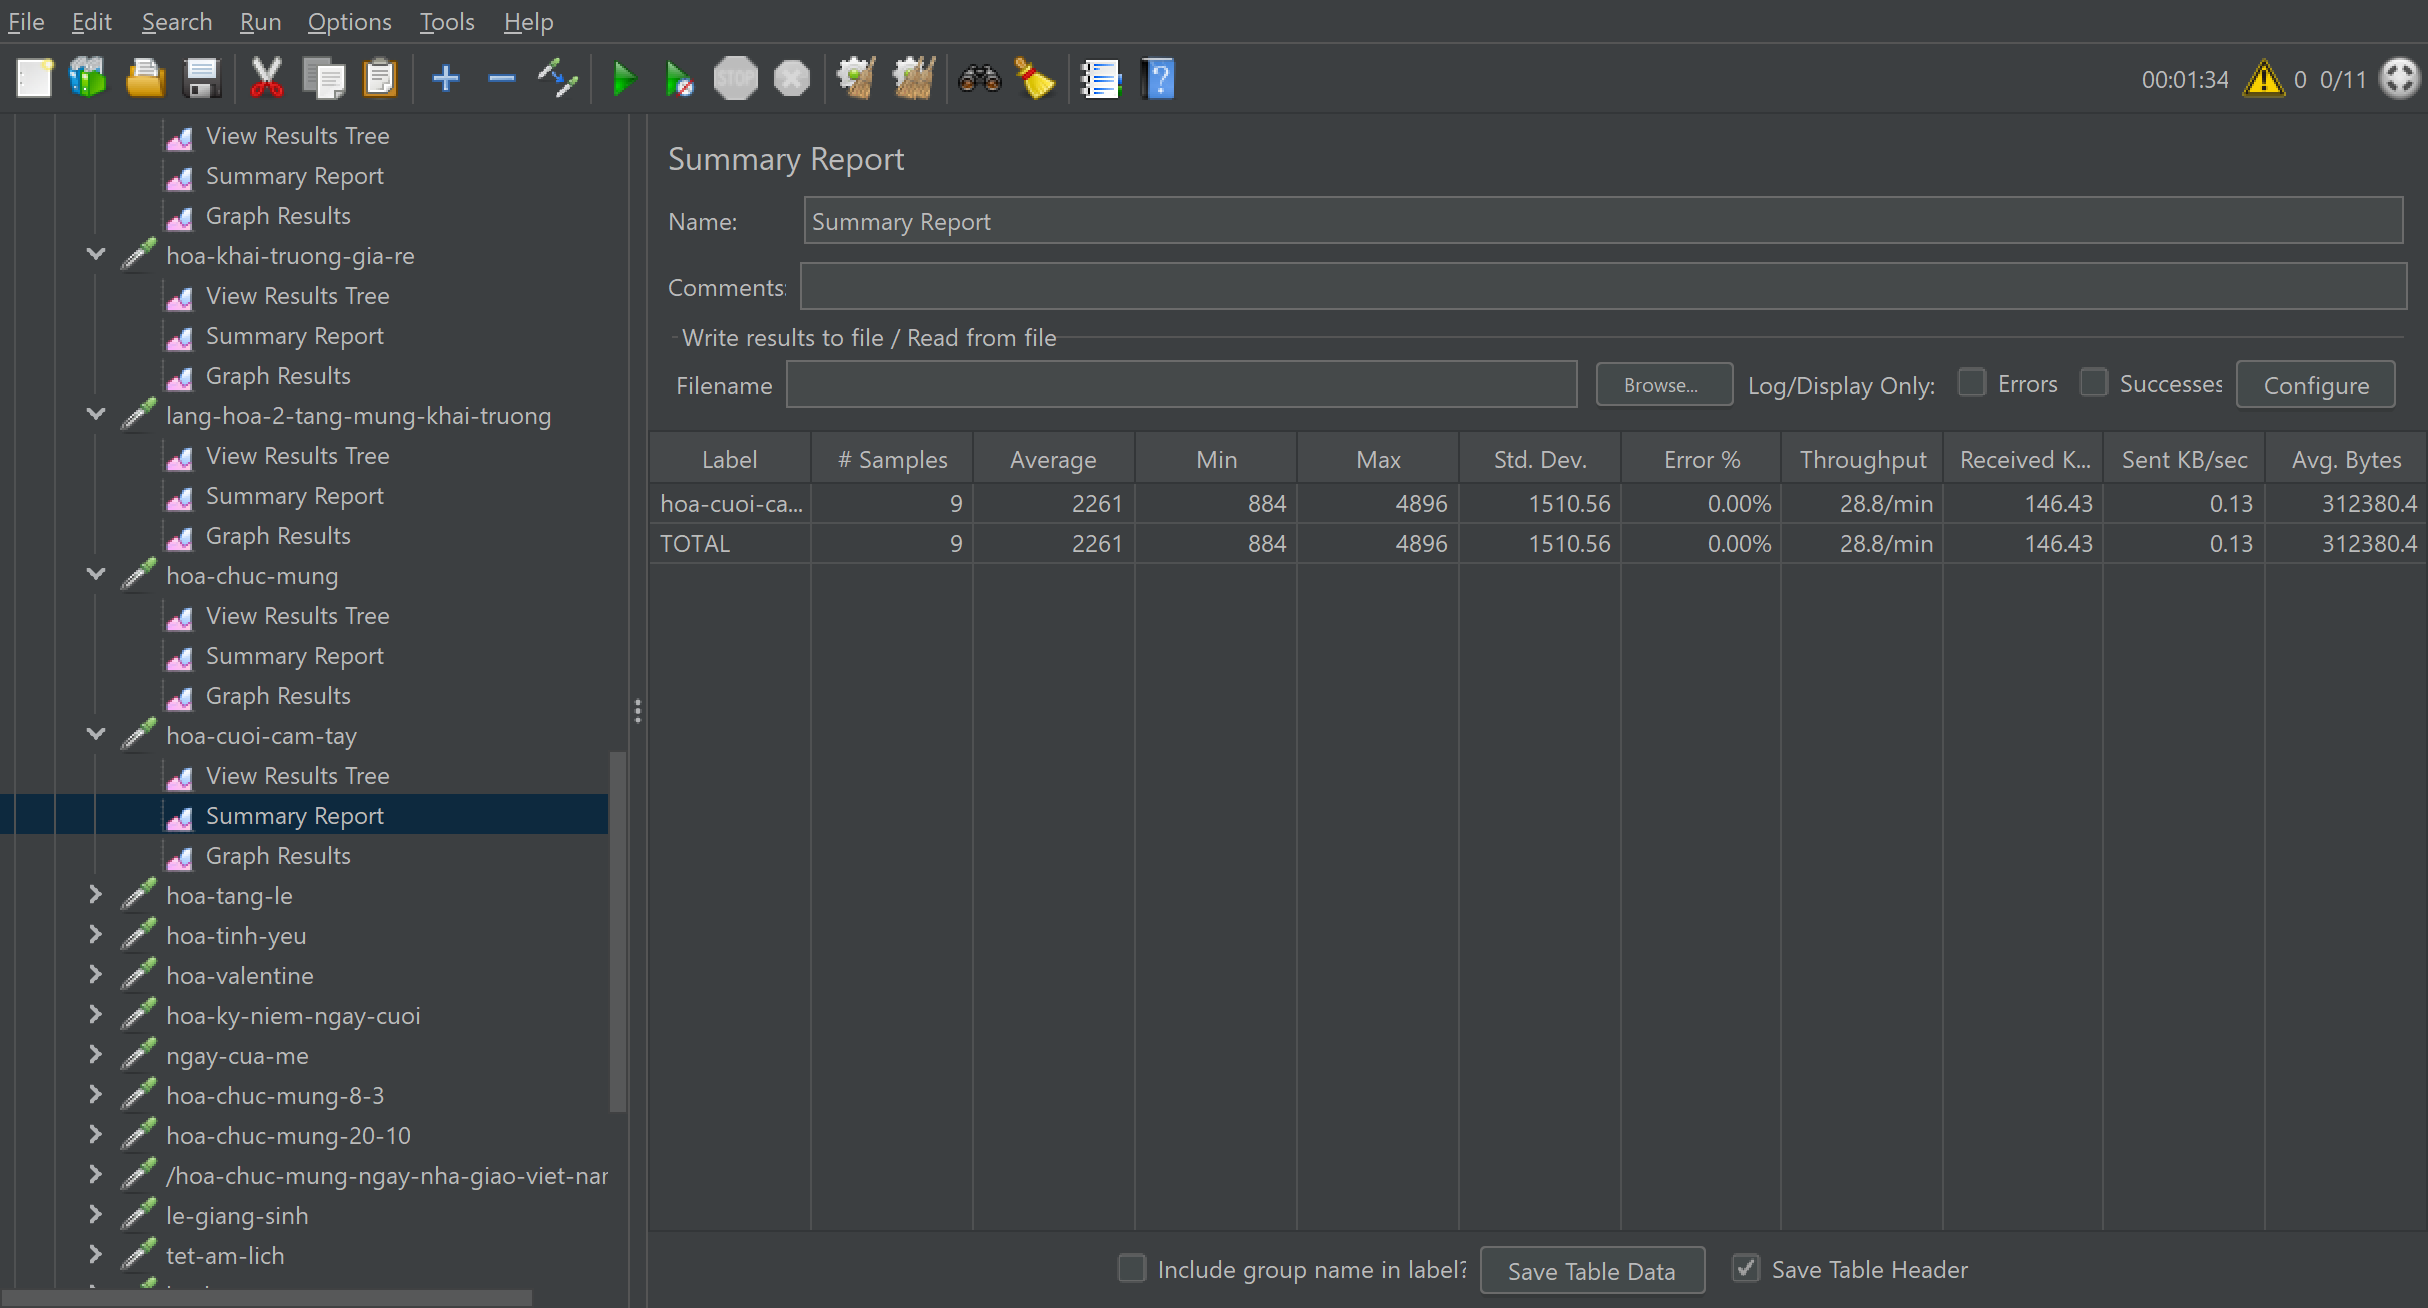 File Edit Search Run Options Tools Help
STOP
00:01:34 0 0/11
View Results Tree
Summary Report
Graph Results
hoa-khai-truong-gia-re
View Results Tree
Summary Report
Graph Results
lang-hoa-2-tang-mung-khai-truong
View Results Tree
Summary Report
Graph Results
hoa-chuc-mung
View Results Tree
Summary Report
Graph Results
hoa-cuoi-cam-tay
View Results Tree
Summary Report
Graph Results
hoa-tang-le
hoa-tinh-yeu
hoa-valentine
hoa-ky-niem-ngay-cuoi
ngay-cua-me
hoa-chuc-mung-8-3
hoa-chuc-mung-20-10
/hoa-chuc-mung-ngay-nha-giao-viet-nar
le-giang-sinh
tet-am-lich
Summary Report
Name: Summary Report
Comments:
Write results to file / Read from file
Filename Browse... Log/Display Only: Errors Successes Configure
Label # Samples Average Min Max Std. Dev. Error % Throughput Received K... Sent KB/sec Avg. Bytes
hoa-cuoi-ca... 9 2261 884 4896 1510.56 0.00% 28.8/min 146.43 0.13 312380.4
TOTAL 9 2261 884 4896 1510.56 0.00% 28.8/min 146.43 0.13 312380.4
Include group name in label? Save Table Data Save Table Header